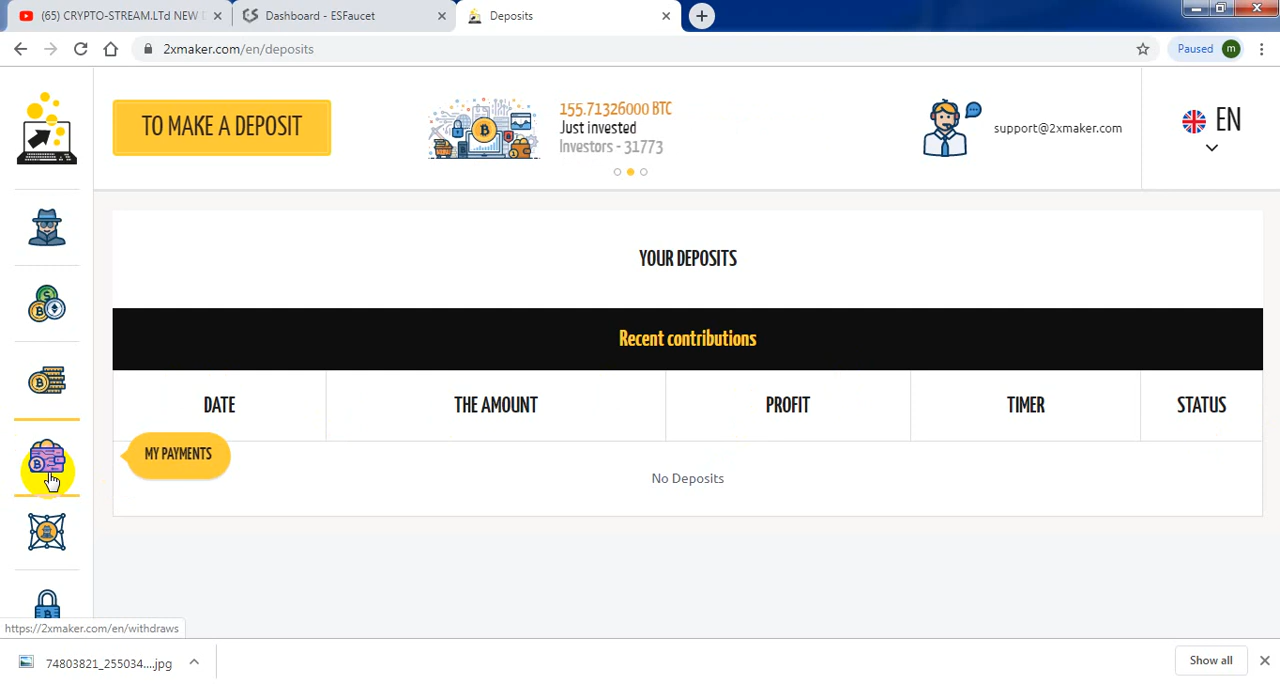 (65) CRYPTO-STREAM.LTd NEW
Dashboard - ESFaucet
Deposits
2xmaker.com/en/deposits
Paused
m
TO MAKE A DEPOSIT
155.71326000 BTC
Just invested
Investors - 31773
support@2xmaker.com
EN
YOUR DEPOSITS
Recent contributions
DATE
THE AMOUNT
PROFIT
TIMER
STATUS
MY PAYMENTS
No Deposits
https://2xmaker.com/en/withdraws
74803821_255034....jpg
Show all